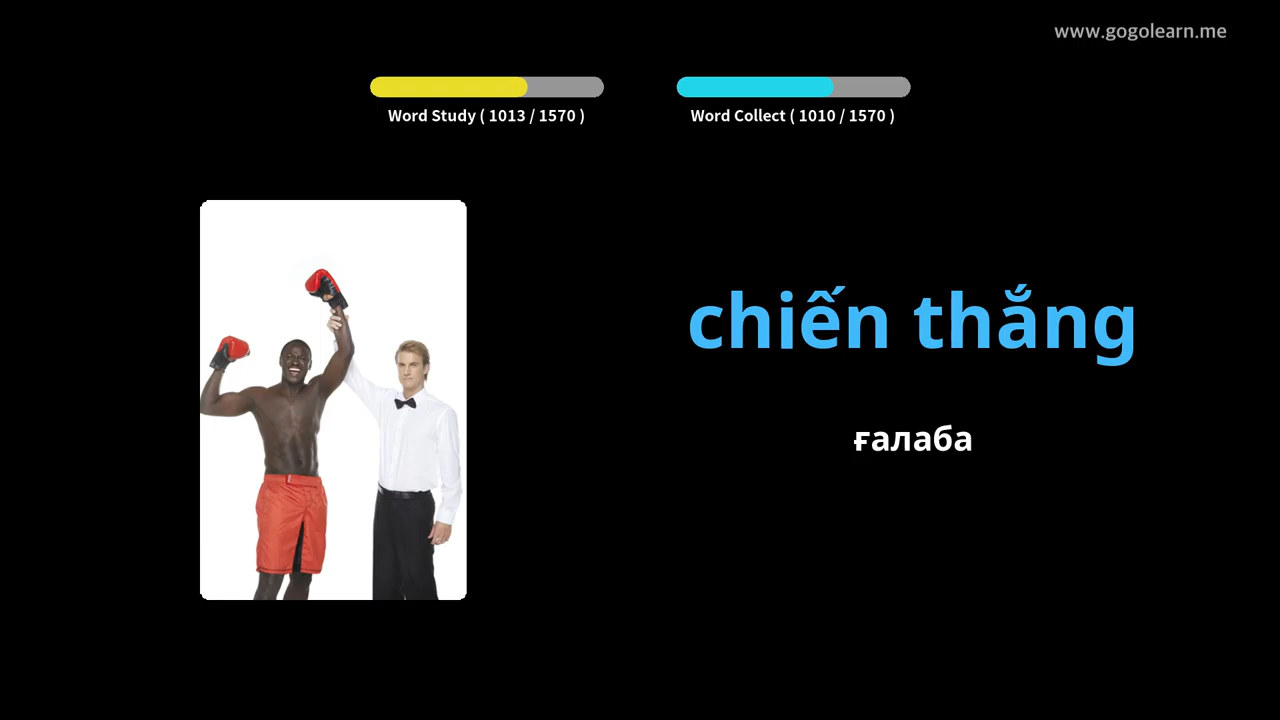 www.gogolearn.me
Word Study ( 1013 / 1570 )
Word Collect ( 1010 / 1570 )
chiến thắng
ғалаба